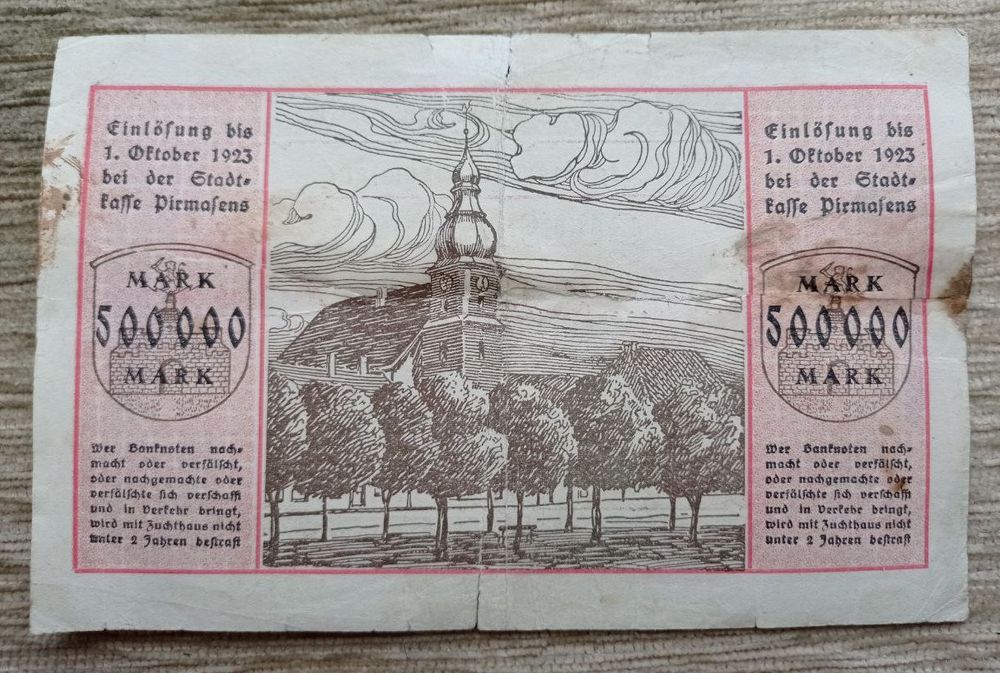 Einlösung bis
1. Oktober 1923
bei der Stadt-
kasse Pirmasens
MARK
500000
MARK
Wer Banknoten nach-
macht oder verfälscht,
oder nachgemachte oder
verfälschte sich verschafft
und in Verkehr bringt,
wird mit Zuchthaus nicht
unter 2 Jahren bestraft
Einlösung bis
1. Oktober 1923
bei der Stadt-
kasse Pirmasens
MARK
500000
MARK
Wer Banknoten nach-
macht oder verfälscht,
oder nachgemachte oder
verfälschte sich verschafft
und in Verkehr bringt,
wird mit Zuchthaus nicht
unter 2 Jahren bestraft